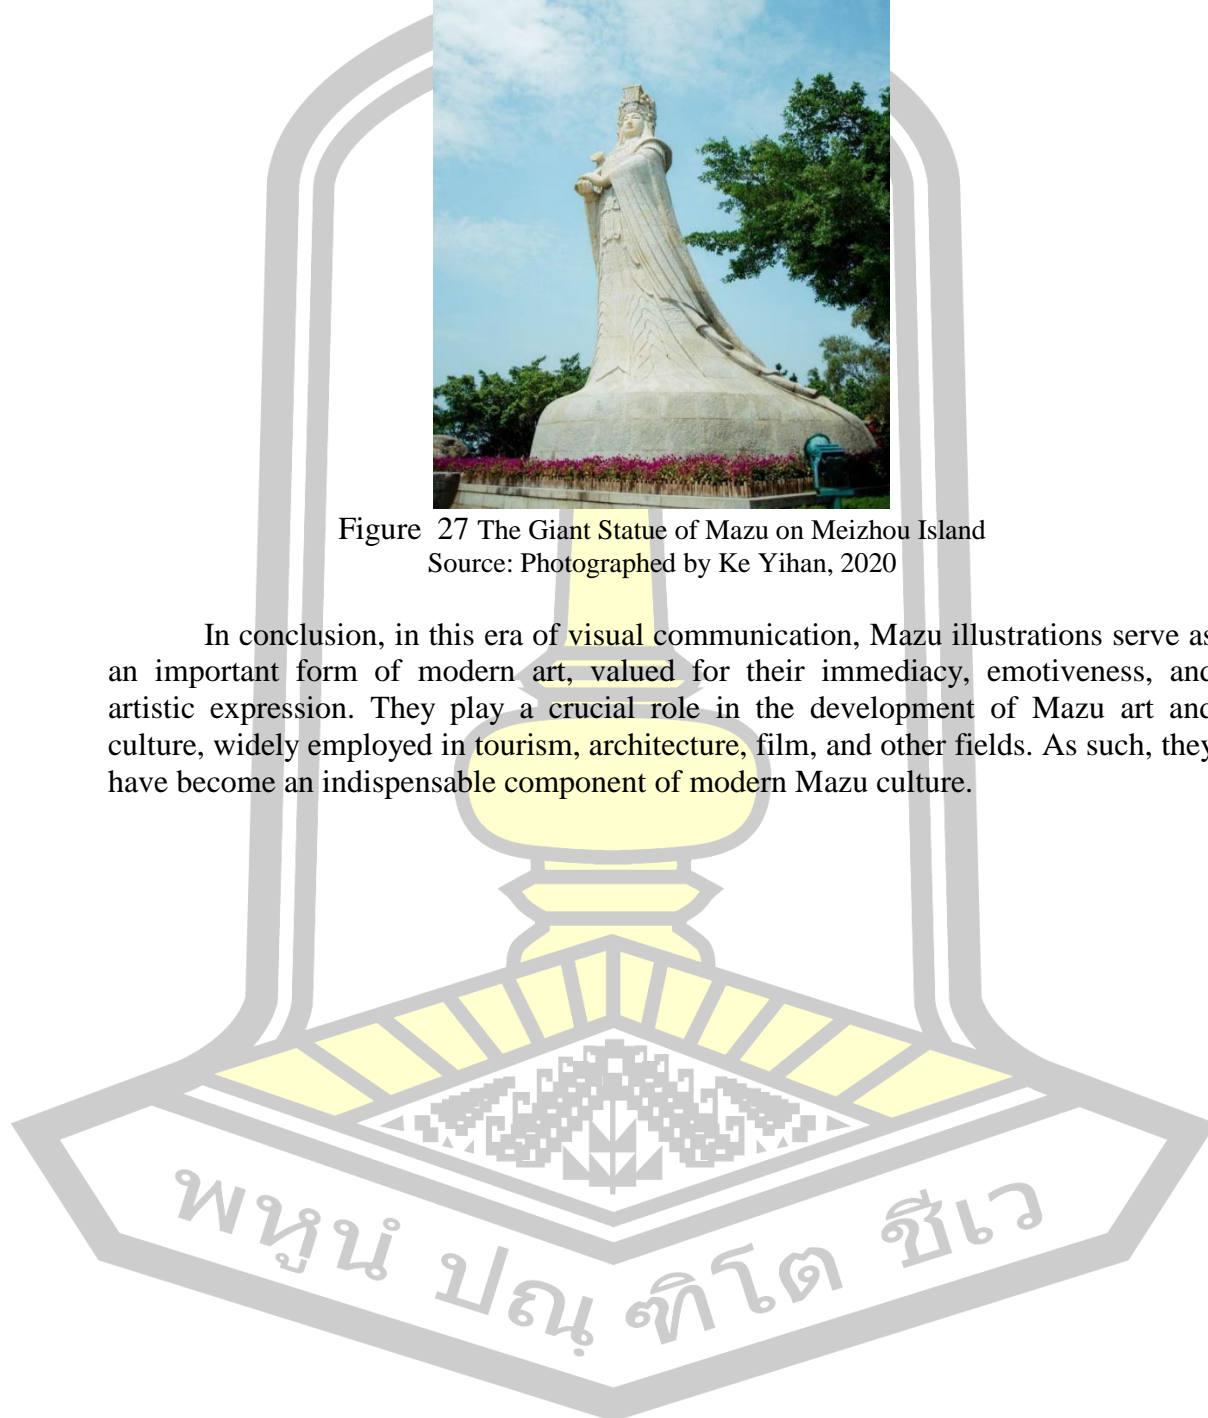 Figure 27 The Giant Statue of Mazu on Meizhou Island
Source: Photographed by Ke Yihan, 2020
In conclusion, in this era of visual communication, Mazu illustrations serve as
an important form of modern art, valued for their immediacy, emotiveness, and
artistic expression. They play a crucial role in the development of Mazu art and
culture, widely employed in tourism, architecture, film, and other fields. As such, they
have become an indispensable component of modern Mazu culture.
พหูนํ ปณฺฑิโต ชีเว